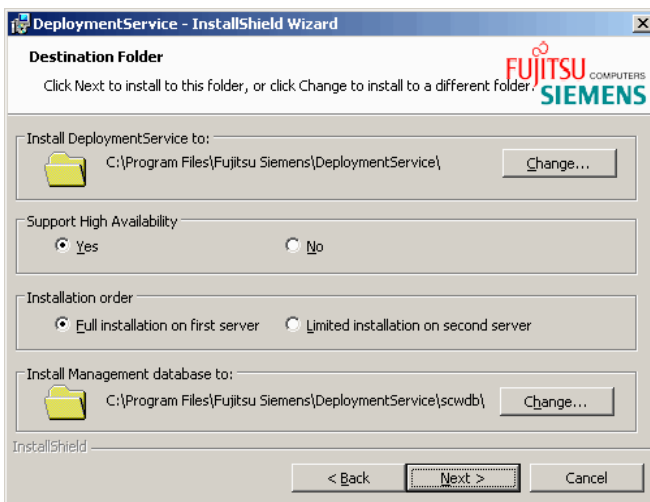 DeploymentService - InstallShield Wizard
Destination Folder
Click Next to install to this folder, or click Change to install to a different folder.
FUJITSU COMPUTERS
SIEMENS
Install DeploymentService to:
C:\Program Files\Fujitsu Siemens\DeploymentService\
Change...
Support High Availability
Yes
No
Installation order
Full installation on first server
Limited installation on second server
Install Management database to:
C:\Program Files\Fujitsu Siemens\DeploymentService\scwdb\
Change...
InstallShield
< Back
Next >
Cancel